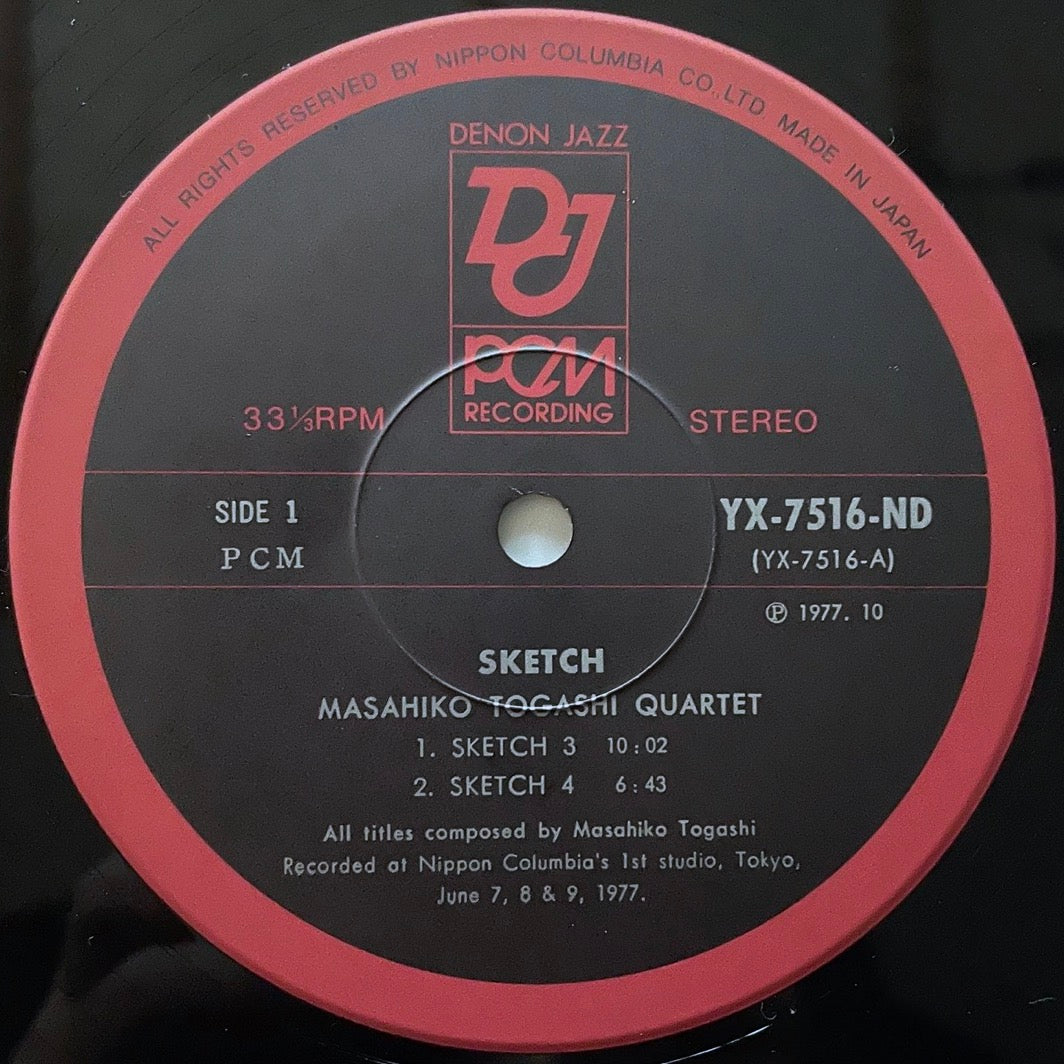 ALL RIGHTS RESERVED BY NIPPON COLUMBIA CO.,LTD. MADE IN JAPAN
DENON JAZZ
DJ
PCM
RECORDING
33⅓RPM
STEREO
SIDE 1
YX-7516-ND
PCM
(YX-7516-A)
Ⓟ 1977. 10
SKETCH
MASAHIKO TOGASHI QUARTET
1. SKETCH 3 10:02
2. SKETCH 4 6:43
All titles composed by Masahiko Togashi
Recorded at Nippon Columbia's 1st studio, Tokyo,
June 7, 8 & 9, 1977.